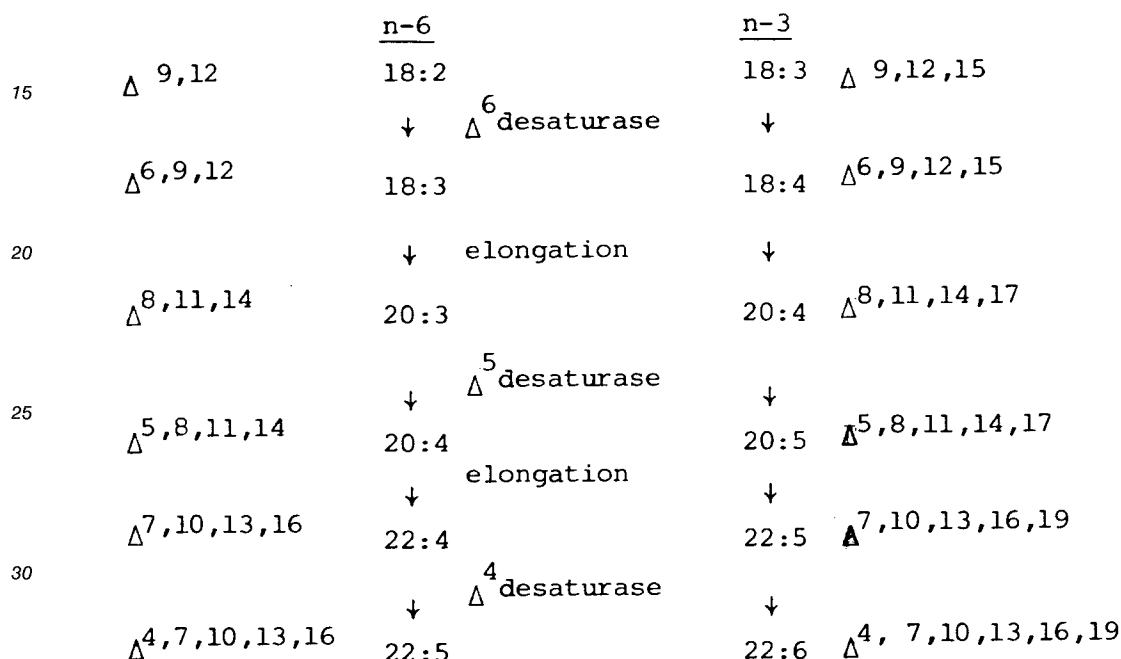 n-6 n-3
15 Δ 9,12 18:2 18:3 Δ 9,12,15
↓ Δ6desaturase ↓
Δ6,9,12 18:3 18:4 Δ6,9,12,15
20 ↓ elongation ↓
Δ8,11,14 20:3 20:4 Δ8,11,14,17
↓ Δ5desaturase ↓
25 Δ5,8,11,14 20:4 20:5 Δ5,8,11,14,17
↓ elongation ↓
Δ7,10,13,16 22:4 22:5 Δ7,10,13,16,19
30 ↓ Δ4desaturase ↓
Δ4,7,10,13,16 22:5 22:6 Δ4, 7,10,13,16,19